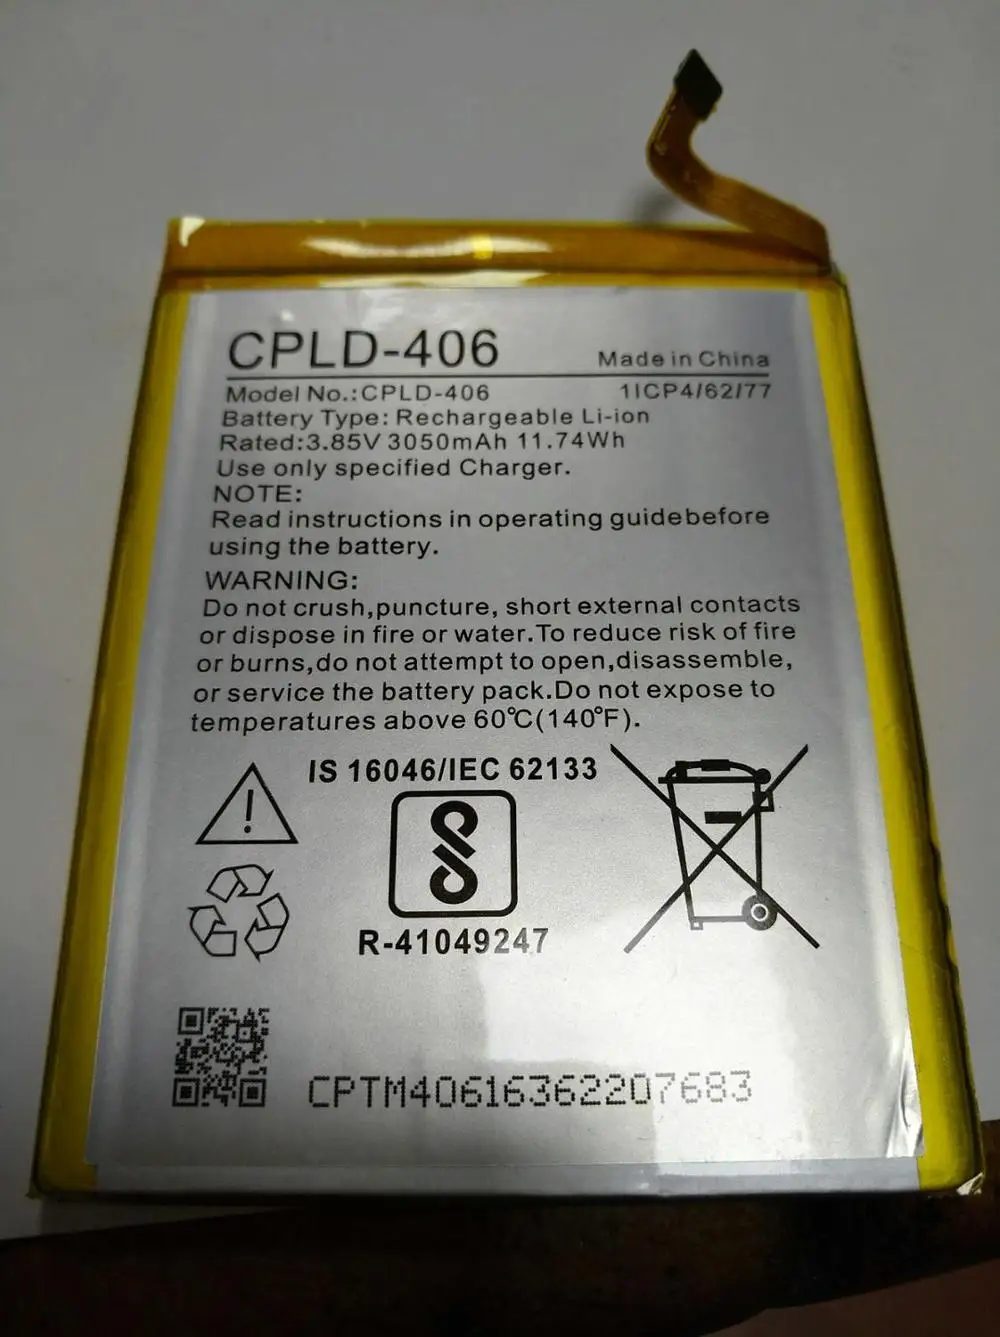 CPLD-406
Made in China
Model No.:CPLD-406
1ICP4/62/77
Battery Type: Rechargeable Li-ion
Rated:3.85V 3050mAh 11.74Wh
Use only specified Charger.
NOTE:
Read instructions in operating guidebefore
using the battery.
WARNING:
Do not crush,puncture, short external contacts
or dispose in fire or water.To reduce risk of fire
or burns,do not attempt to open,disassemble,
or service the battery pack.Do not expose to
temperatures above 60℃(140℉).
IS 16046/IEC 62133
R-41049247
CPTM40616362207683